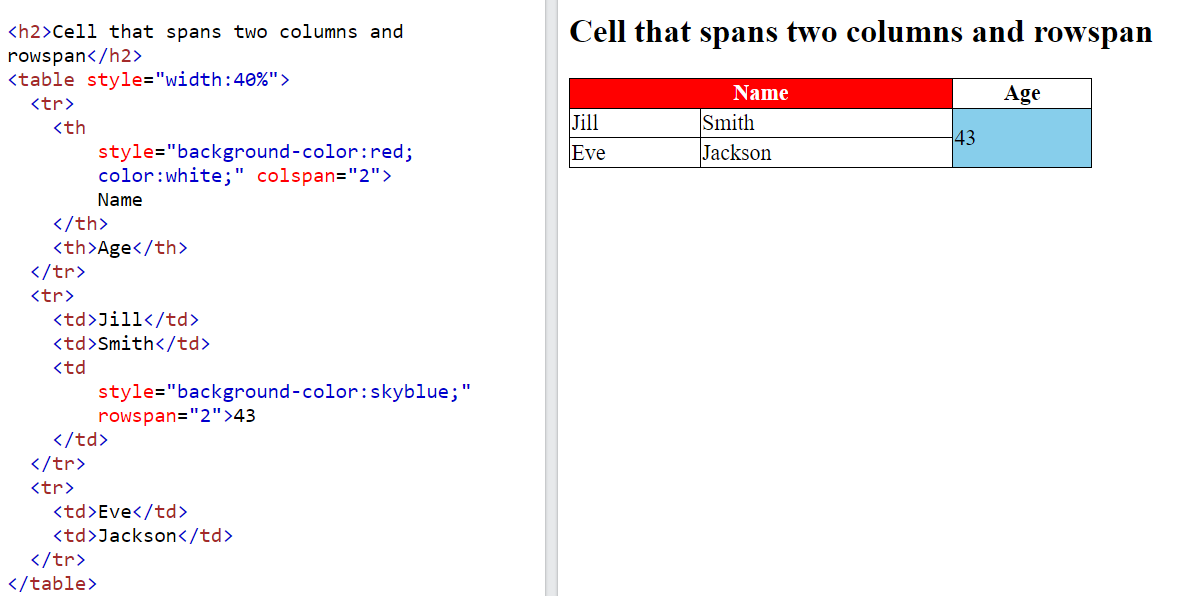 <h2>Cell that spans two columns and
rowspan</h2>
<table style="width:40%">
  <tr>
    <th
        style="background-color:red;
        color:white;" colspan="2">
        Name
    </th>
    <th>Age</th>
  </tr>
  <tr>
    <td>Jill</td>
    <td>Smith</td>
    <td
        style="background-color:skyblue;"
        rowspan="2">43
    </td>
  </tr>
  <tr>
    <td>Eve</td>
    <td>Jackson</td>
  </tr>
</table>
Cell that spans two columns and rowspan
Name Age
Jill Smith
43
Eve Jackson